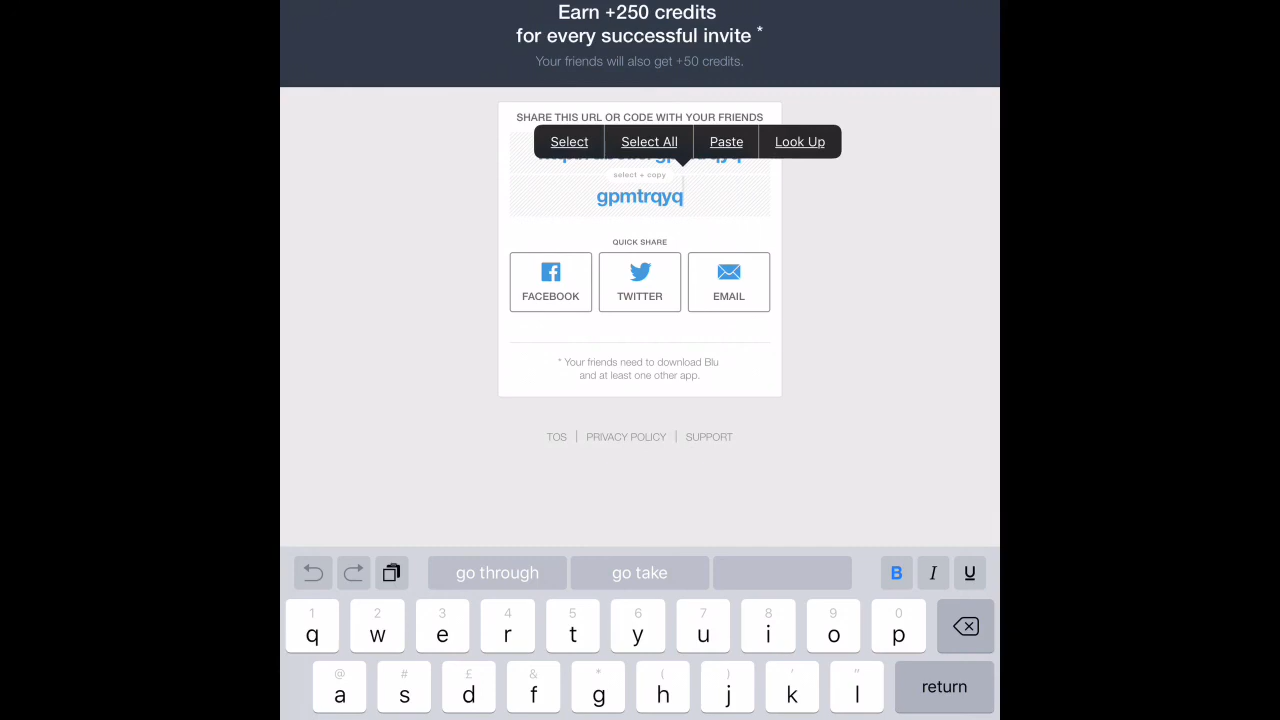 Earn +250 credits
for every successful invite *
Your friends will also get +50 credits.
SHARE THIS URL OR CODE WITH YOUR FRIENDS
Select Select All Paste Look Up
select + copy
gpmtrqyq
QUICK SHARE
FACEBOOK TWITTER EMAIL
* Your friends need to download Blu
and at least one other app.
TOS | PRIVACY POLICY | SUPPORT
go through go take B I U
1 2 3 4 5 6 7 8 9 0
q w e r t y u i o p
@ # £ & * ( ) ' "
a s d f g h j k l return